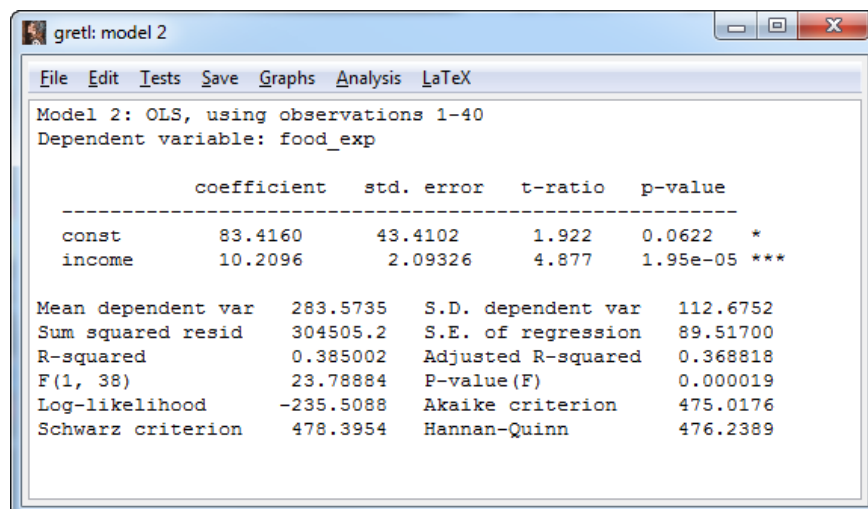 gretl: model 2
File Edit Tests Save Graphs Analysis LaTeX
Model 2: OLS, using observations 1-40
Dependent variable: food_exp
coefficient std. error t-ratio p-value
---------------------------------------------------------
const 83.4160 43.4102 1.922 0.0622 *
income 10.2096 2.09326 4.877 1.95e-05 ***
Mean dependent var 283.5735 S.D. dependent var 112.6752
Sum squared resid 304505.2 S.E. of regression 89.51700
R-squared 0.385002 Adjusted R-squared 0.368818
F(1, 38) 23.78884 P-value(F) 0.000019
Log-likelihood -235.5088 Akaike criterion 475.0176
Schwarz criterion 478.3954 Hannan-Quinn 476.2389